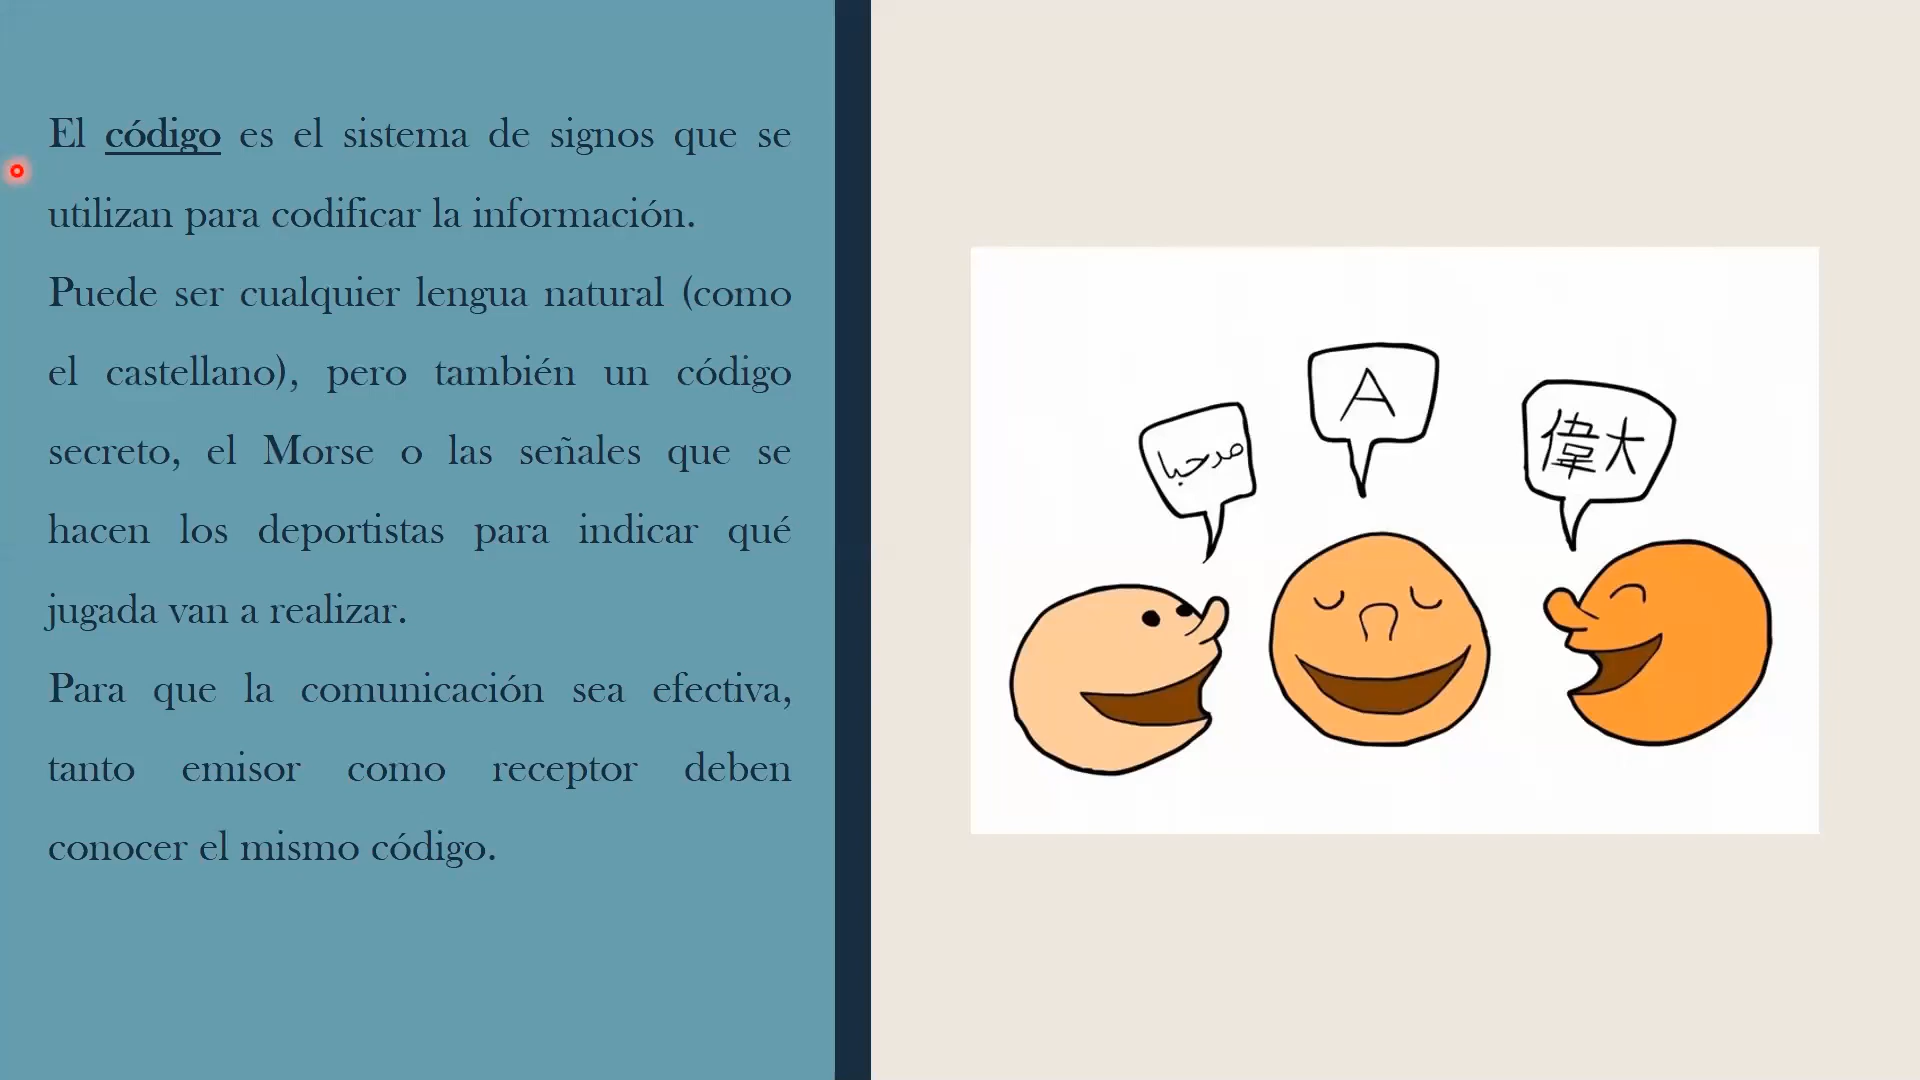 El código es el sistema de signos que se
utilizan para codificar la información.
Puede ser cualquier lengua natural (como
el castellano), pero también un código
secreto, el Morse o las señales que se
hacen los deportistas para indicar qué
jugada van a realizar.
Para que la comunicación sea efectiva,
tanto emisor como receptor deben
conocer el mismo código.
مرحبا
A
偉大